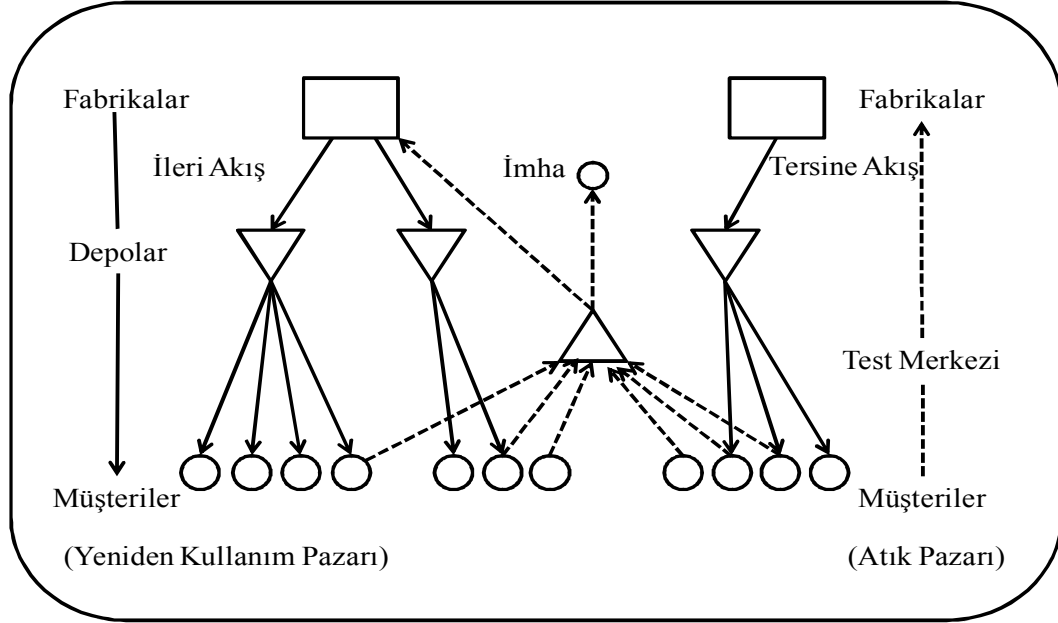 Fabrikalar
Fabrikalar
İleri Akış
İmha
Tersine Akış
Depolar
Test Merkezi
Müşteriler
Müşteriler
(Yeniden Kullanım Pazarı)
(Atık Pazarı)